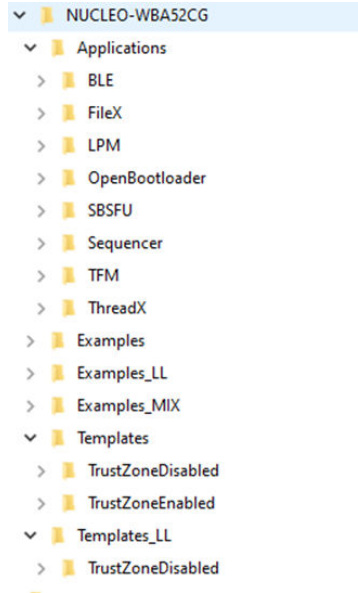 NUCLEO-WBA52CG
Applications
BLE
FileX
LPM
OpenBootloader
SBSFU
Sequencer
TFM
ThreadX
Examples
Examples_LL
Examples_MIX
Templates
TrustZoneDisabled
TrustZoneEnabled
Templates_LL
TrustZoneDisabled